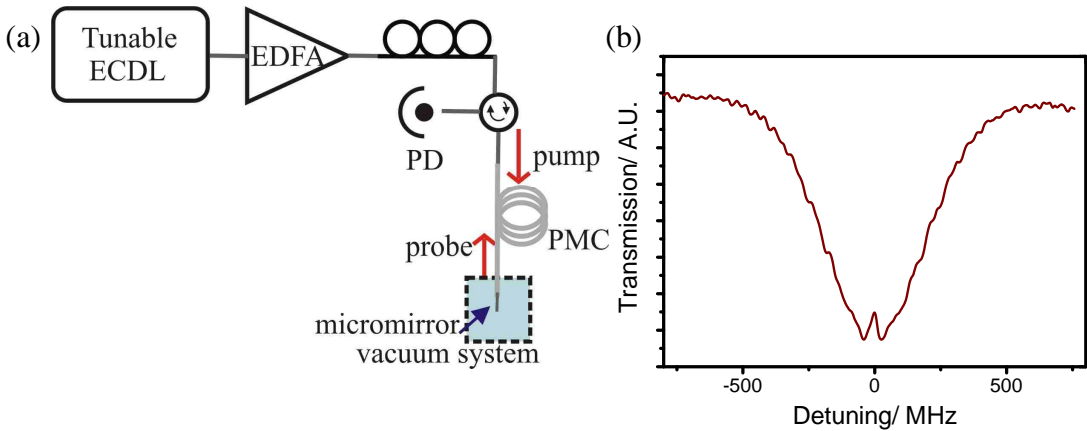 (a)
Tunable
ECDL
EDFA
PD
pump
probe
PMC
micromirror
vacuum system
(b)
Transmission/ A.U.
-500
0
500
Detuning/ MHz